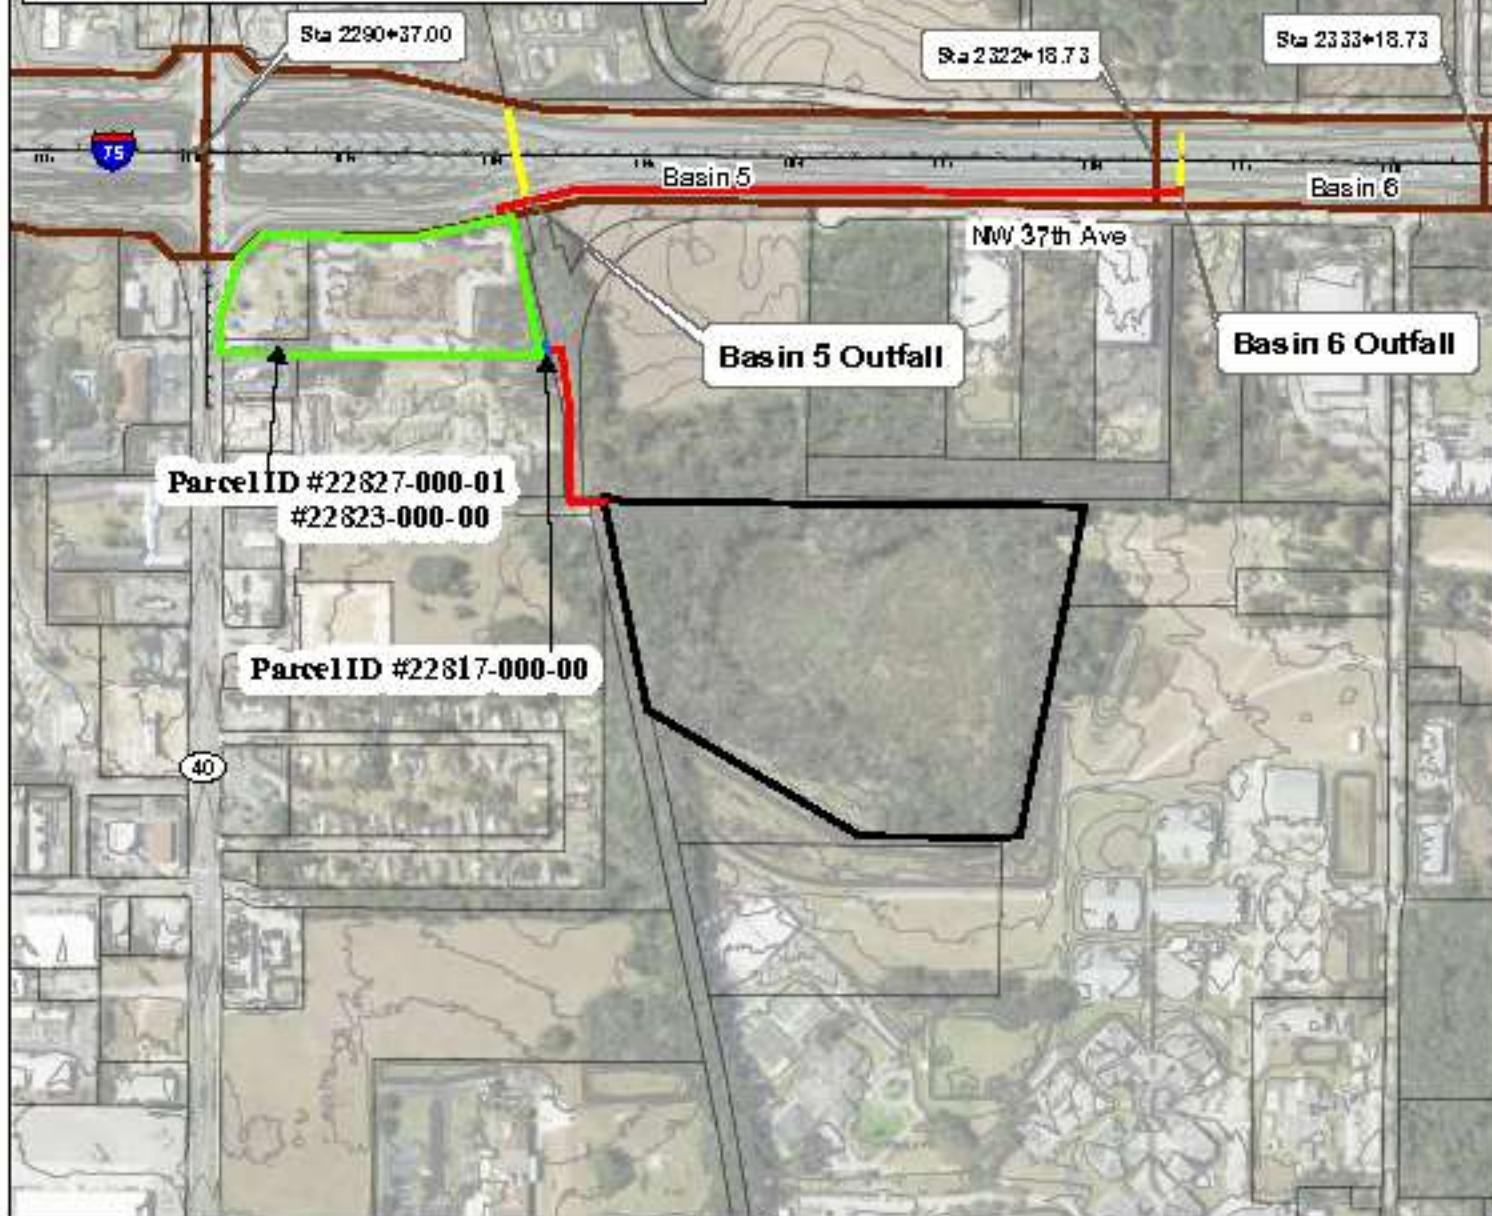 Sta 2290+37.00
Sta 2322+18.73
Sta 2333+18.73
75
Basin 5
Basin 6
NW 37th Ave
Basin 5 Outfall
Basin 6 Outfall
Parcel ID #22827-000-01
#22823-000-00
Parcel ID #22817-000-00
40